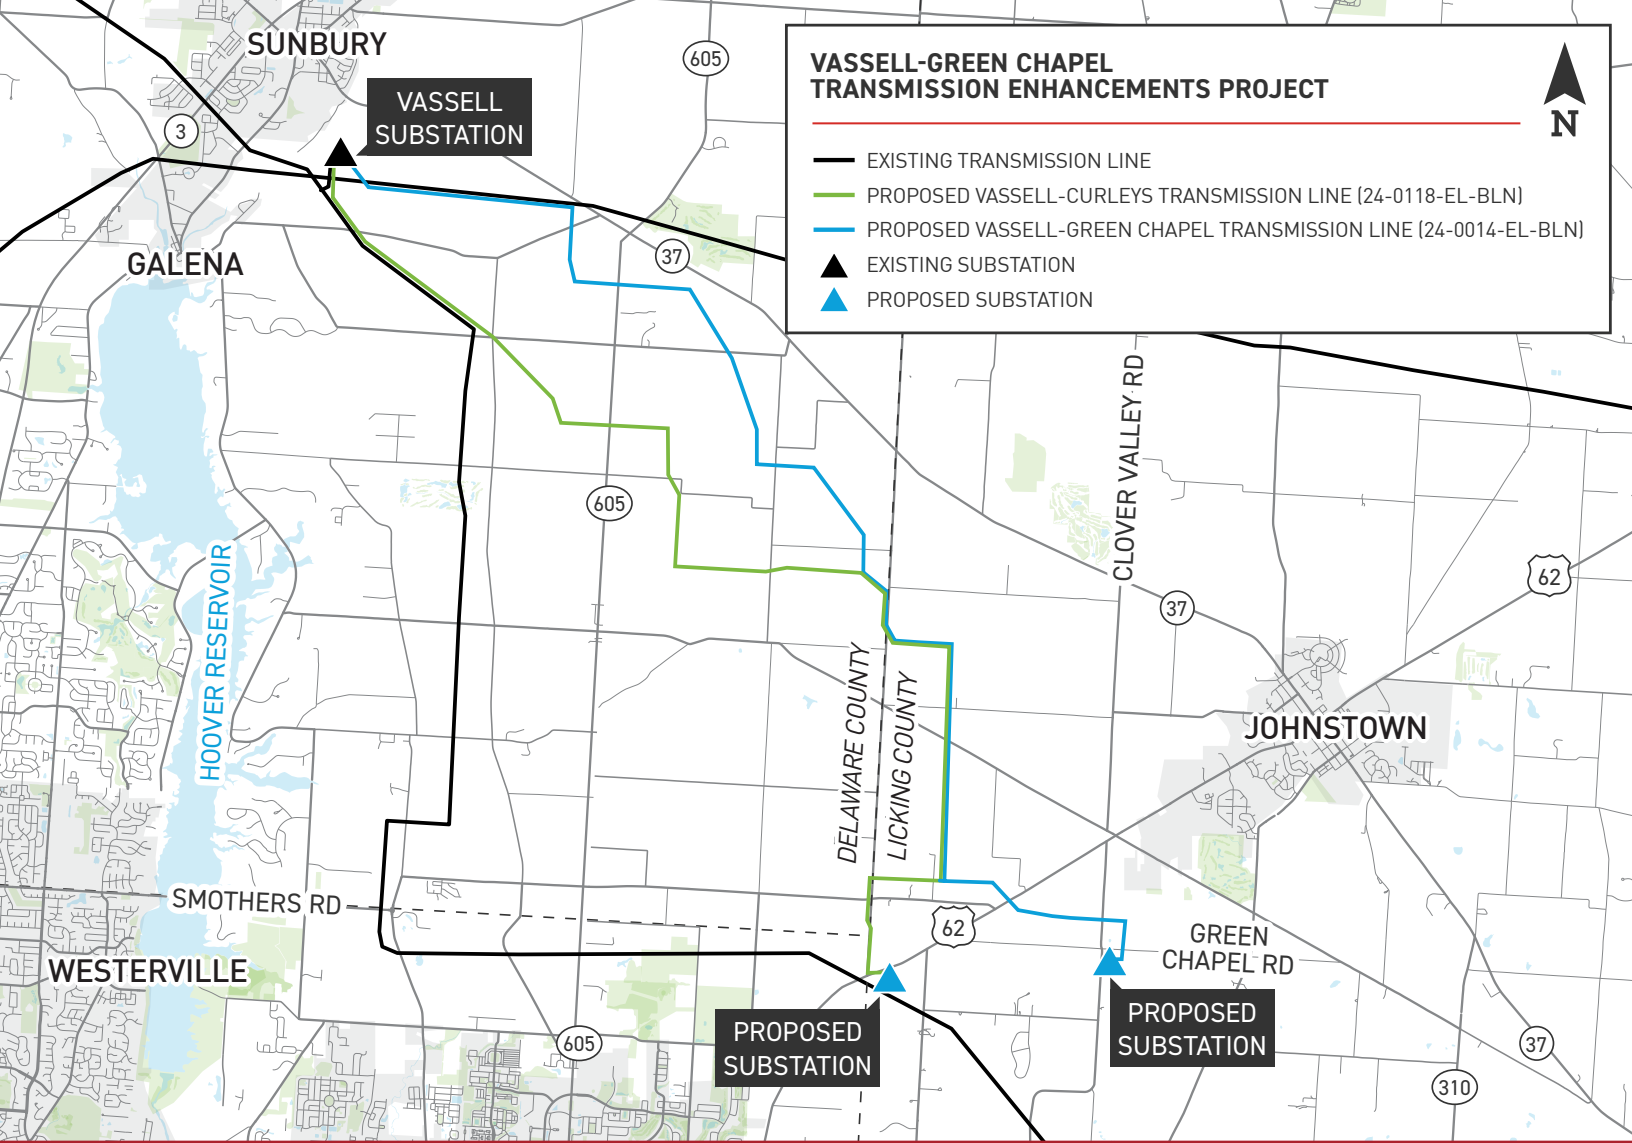 SUNBURY
605
VASSELL
SUBSTATION
3
GALENA
37
VASSELL-GREEN CHAPEL
TRANSMISSION ENHANCEMENTS PROJECT
N
EXISTING TRANSMISSION LINE
PROPOSED VASSELL-CURLEYS TRANSMISSION LINE (24-0118-EL-BLN)
PROPOSED VASSELL-GREEN CHAPEL TRANSMISSION LINE (24-0014-EL-BLN)
EXISTING SUBSTATION
PROPOSED SUBSTATION
CLOVER VALLEY RD
605
62
37
HOOVER RESERVOIR
DELAWARE COUNTY
LICKING COUNTY
JOHNSTOWN
SMOTHERS RD
62
GREEN
CHAPEL RD
WESTERVILLE
PROPOSED
SUBSTATION
PROPOSED
SUBSTATION
605
37
310